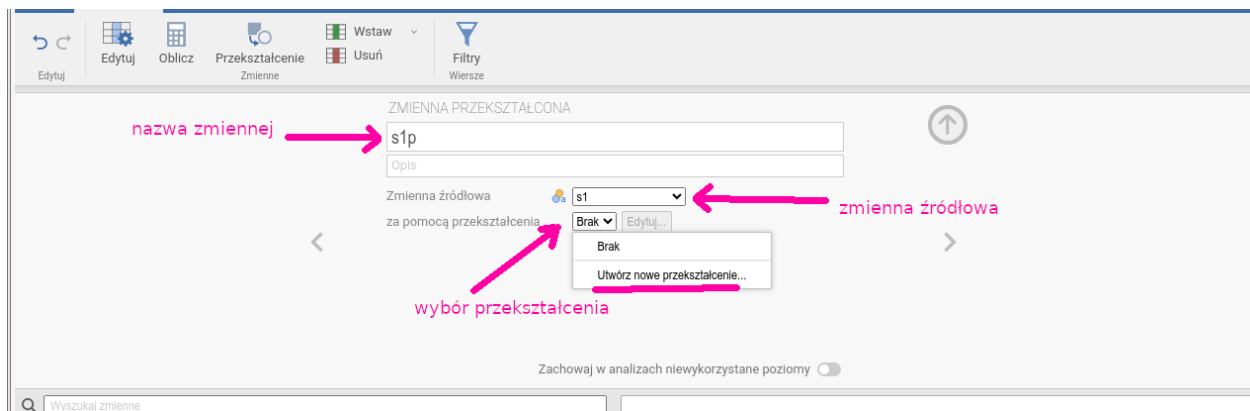 Wstaw
Edytuj Oblicz Przekształcenie Usuń Filtry
Edytuj Zmienne Wiersze
ZMIENNA PRZEKSZTAŁCONA
nazwa zmiennej
s1p
Opis
Zmienna źródłowa a s1
zmienna źródłowa
za pomocą przekształcenia Brak Edytuj...
Brak
Utwórz nowe przekształcenie...
wybór przekształcenia
Zachowaj w analizach niewykorzystane poziomy
Wyszukaj zmienne